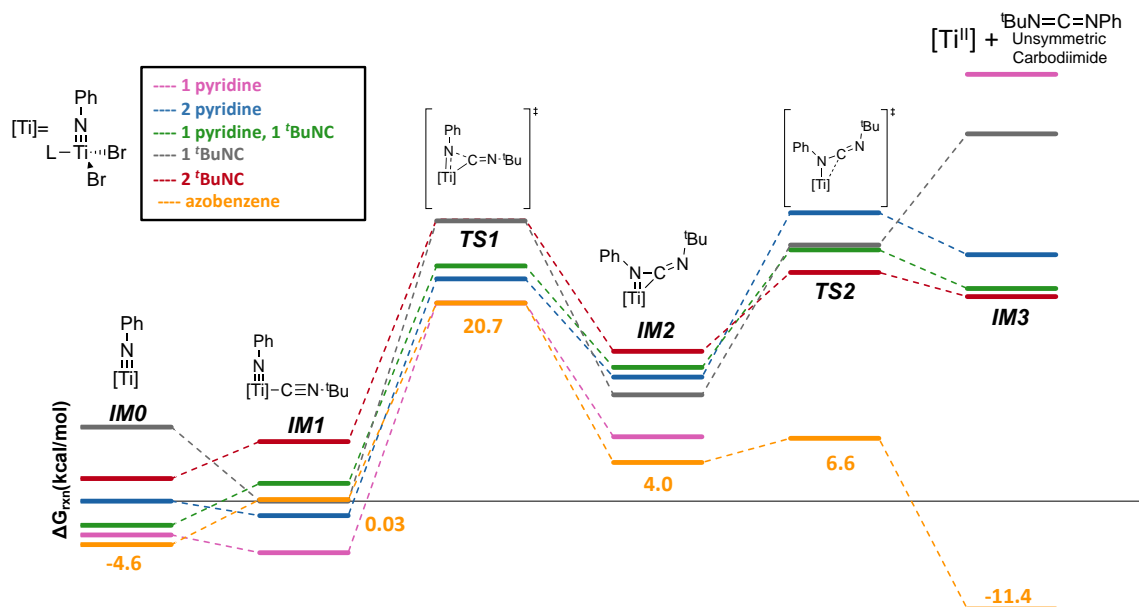 [Ti]=
Ph
N
L
Ti
Br
Br
---- 1 pyridine
---- 2 pyridine
---- 1 pyridine, 1 ᵗBuNC
---- 1 ᵗBuNC
---- 2 ᵗBuNC
---- azobenzene
[Tiᴵᴵ] + ᵗBuN=C=NPh
Unsymmetric
Carbodiimide
Ph
N
[Ti]
C=N-ᵗBu
‡
TS1
20.7
Ph
N
C
N
ᵗBu
[Ti]
‡
TS2
6.6
Ph
N
C
N
ᵗBu
[Ti]
IM2
4.0
IM3
-11.4
Ph
N
[Ti]
IM0
-4.6
Ph
N
[Ti]-C≡N-ᵗBu
IM1
0.03
ΔGrxn(kcal/mol)